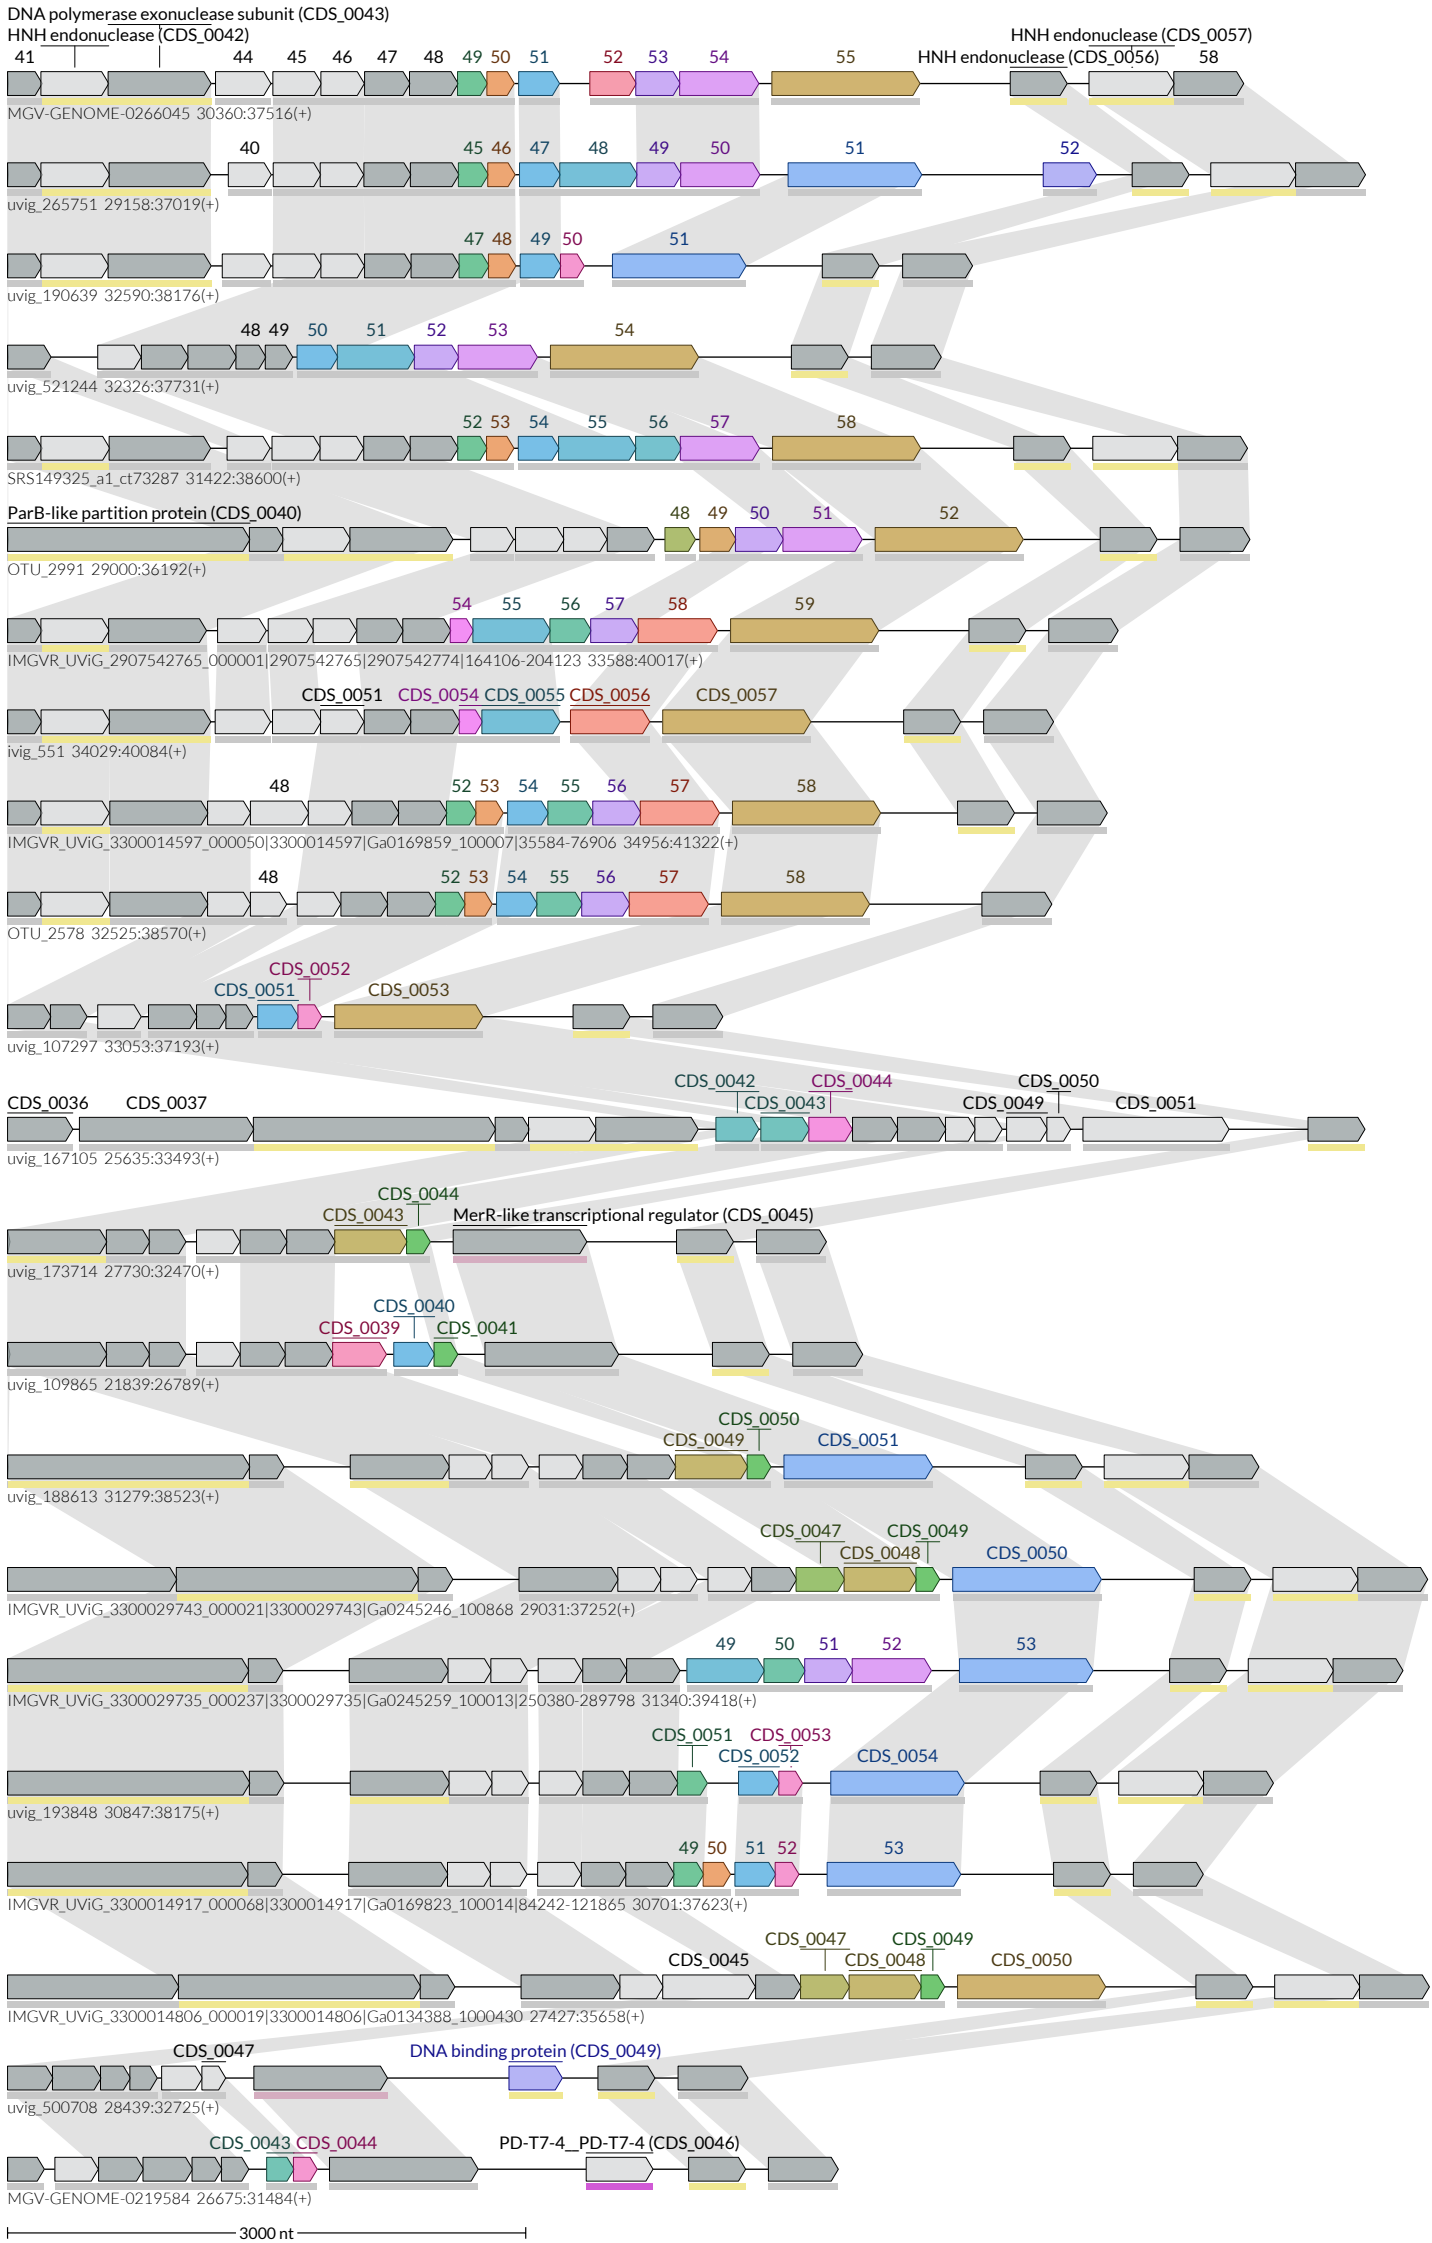 DNA polymerase exonuclease subunit (CDS_0043)
HNH endonuclease (CDS_0042) HNH endonuclease (CDS_0057)
41 44 45 46 47 48 49 50 51 52 53 54 55 HNH endonuclease (CDS_0056) 58
MGV-GENOME-0266045 30360:37516(+)
40 45 46 47 48 49 50 51 52
uvig_265751 29158:37019(+)
47 48 49 50 51
uvig_190639 32590:38176(+)
48 49 50 51 52 53 54
uvig_521244 32326:37731(+)
52 53 54 55 56 57 58
SRS149325_a1_ct73287 31422:38600(+)
ParB-like partition protein (CDS_0040) 48 49 50 51 52
OTU_2991 29000:36192(+)
54 55 56 57 58 59
IMGVR_UViG_2907542765_000001|2907542765|2907542774|164106-204123 33588:40017(+)
CDS_0051 CDS_0054 CDS_0055 CDS_0056 CDS_0057
ivig_551 34029:40084(+)
48 52 53 54 55 56 57 58
IMGVR_UViG_3300014597_000050|3300014597|Ga0169859_100007|35584-76906 34956:41322(+)
48 52 53 54 55 56 57 58
OTU_2578 32525:38570(+)
CDS_0052
CDS_0051 CDS_0053
uvig_107297 33053:37193(+)
CDS_0042 CDS_0044 CDS_0050
CDS_0036 CDS_0037 CDS_0043 CDS_0049 CDS_0051
uvig_167105 25635:33493(+)
CDS_0044
CDS_0043 MerR-like transcriptional regulator (CDS_0045)
uvig_173714 27730:32470(+)
CDS_0040
CDS_0039 CDS_0041
uvig_109865 21839:26789(+)
CDS_0050
CDS_0049 CDS_0051
uvig_188613 31279:38523(+)
CDS_0047 CDS_0049
CDS_0048 CDS_0050
IMGVR_UViG_3300029743_000021|3300029743|Ga0245246_100868 29031:37252(+)
49 50 51 52 53
IMGVR_UViG_3300029735_000237|3300029735|Ga0245259_100013|250380-289798 31340:39418(+)
CDS_0051 CDS_0053
CDS_0052 CDS_0054
uvig_193848 30847:38175(+)
49 50 51 52 53
IMGVR_UViG_3300014917_000068|3300014917|Ga0169823_100014|84242-121865 30701:37623(+)
CDS_0047 CDS_0049
CDS_0045 CDS_0048 CDS_0050
IMGVR_UViG_3300014806_000019|3300014806|Ga0134388_1000430 27427:35658(+)
CDS_0047 DNA binding protein (CDS_0049)
uvig_500708 28439:32725(+)
CDS_0043 CDS_0044 PD-T7-4__PD-T7-4 (CDS_0046)
MGV-GENOME-0219584 26675:31484(+)
3000 nt